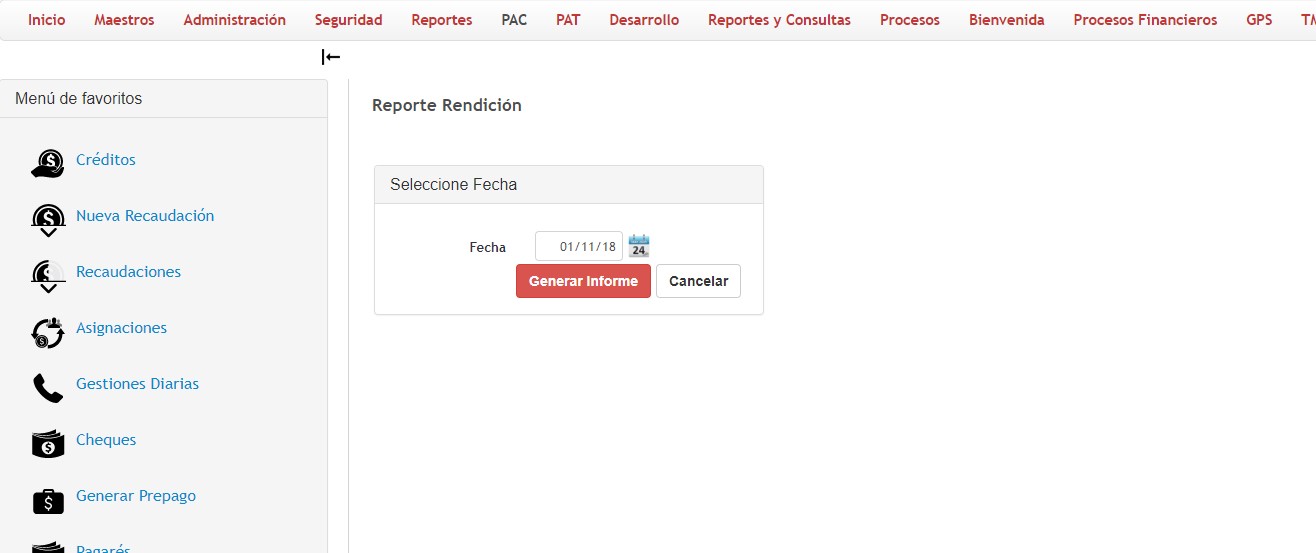 Inicio Maestros Administración Seguridad Reportes PAC PAT Desarrollo Reportes y Consultas Procesos Bienvenida Procesos Financieros GPS TM
Menú de favoritos
Créditos
Nueva Recaudación
Recaudaciones
Asignaciones
Gestiones Diarias
Cheques
Generar Prepago
Pagarés
Reporte Rendición
Seleccione Fecha
Fecha 01/11/18 24
Generar Informe Cancelar